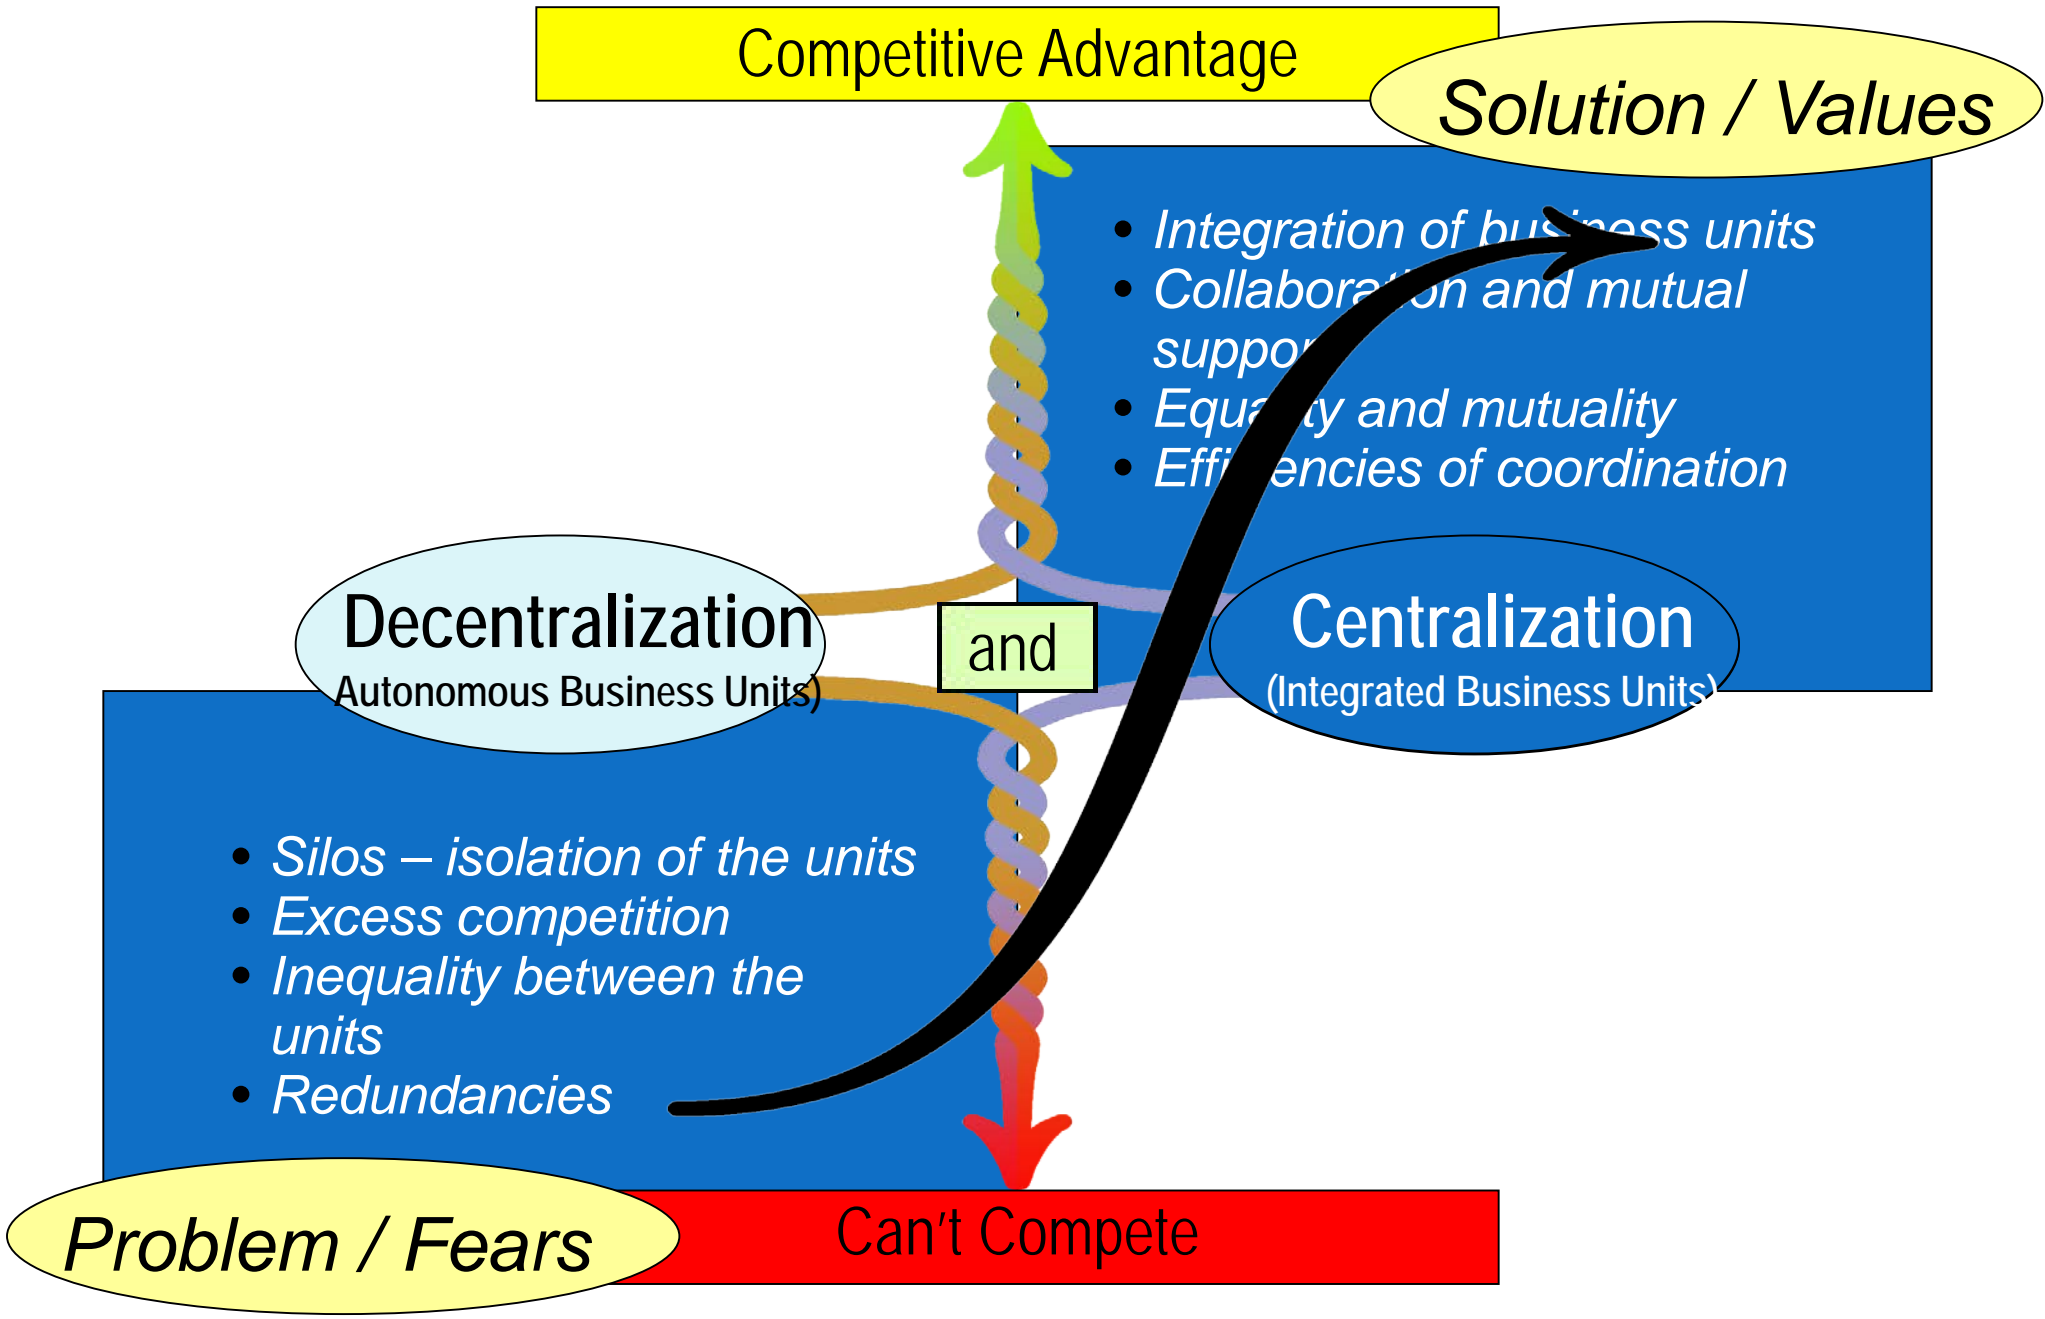 Competitive Advantage
Solution / Values
• Integration of business units
• Collaboration and mutual
support
• Equality and mutuality
• Efficiencies of coordination
Decentralization
Autonomous Business Units)
and
Centralization
(Integrated Business Units)
• Silos – isolation of the units
• Excess competition
• Inequality between the
units
• Redundancies
Problem / Fears
Can't Compete